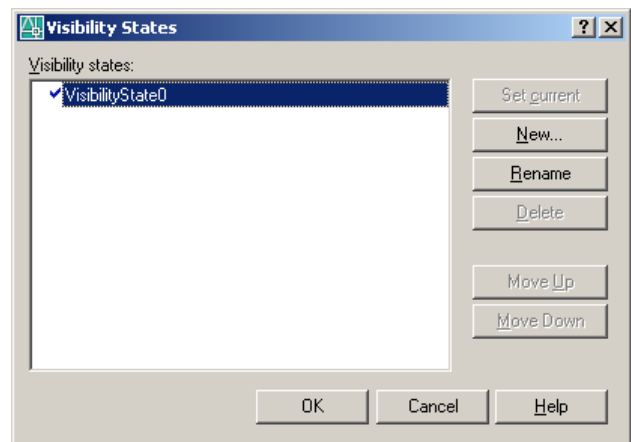 Visibility States
Visibility states:
VisibilityState0
Set current
New...
Rename
Delete
Move Up
Move Down
OK
Cancel
Help